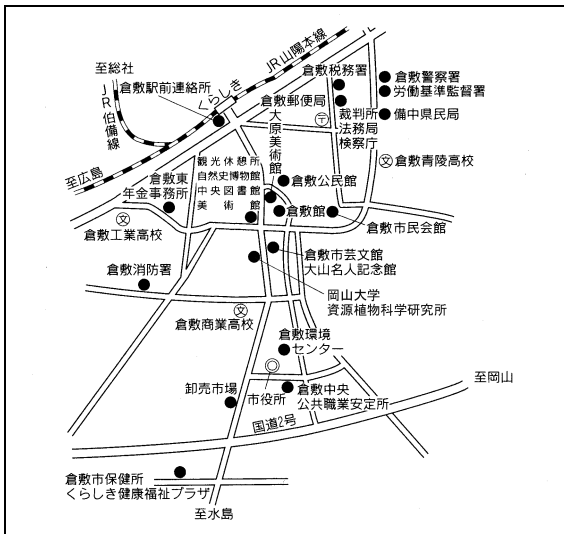 JR山陽本線
至総社
JR伯備線
倉敷駅前連絡所
くらしき
倉敷税務署
倉敷警察署
労働基準監督署
倉敷郵便局
裁判所
法務局
検察庁
備中県民局
大原美術館
至広島
観光休憩所
自然史博物館
中央図書館
美術館
倉敷公民館
文
倉敷青陵高校
倉敷東
年金事務所
倉敷館
倉敷市民会館
文
倉敷工業高校
倉敷市芸文館
大山名人記念館
倉敷消防署
岡山大学
資源植物科学研究所
文
倉敷商業高校
倉敷環境
センター
至岡山
市役所
倉敷中央
公共職業安定所
卸売市場
国道2号
倉敷市保健所
くらしき健康福祉プラザ
至水島